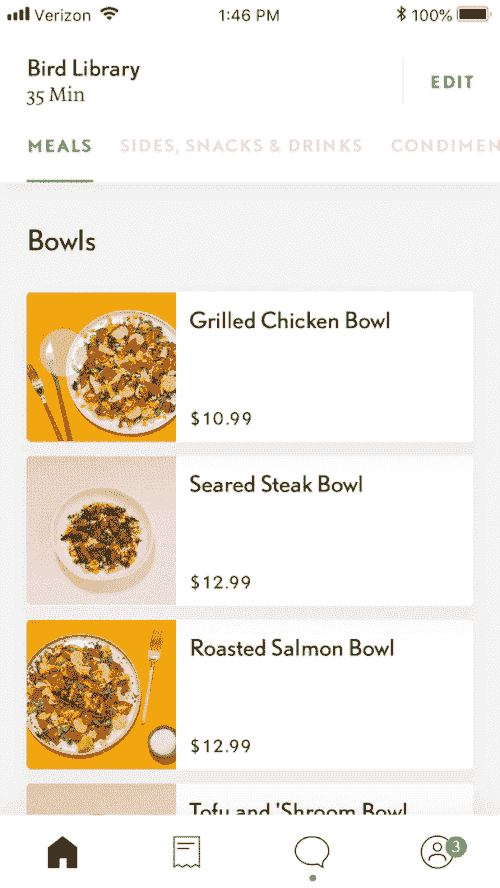 Verizon 1:46 PM 100%
Bird Library
35 Min
EDIT
MEALS SIDES, SNACKS & DRINKS CONDIMEN
Bowls
Grilled Chicken Bowl
$10.99
Seared Steak Bowl
$12.99
Roasted Salmon Bowl
$12.99
Tofu and 'Shroom Bowl
3